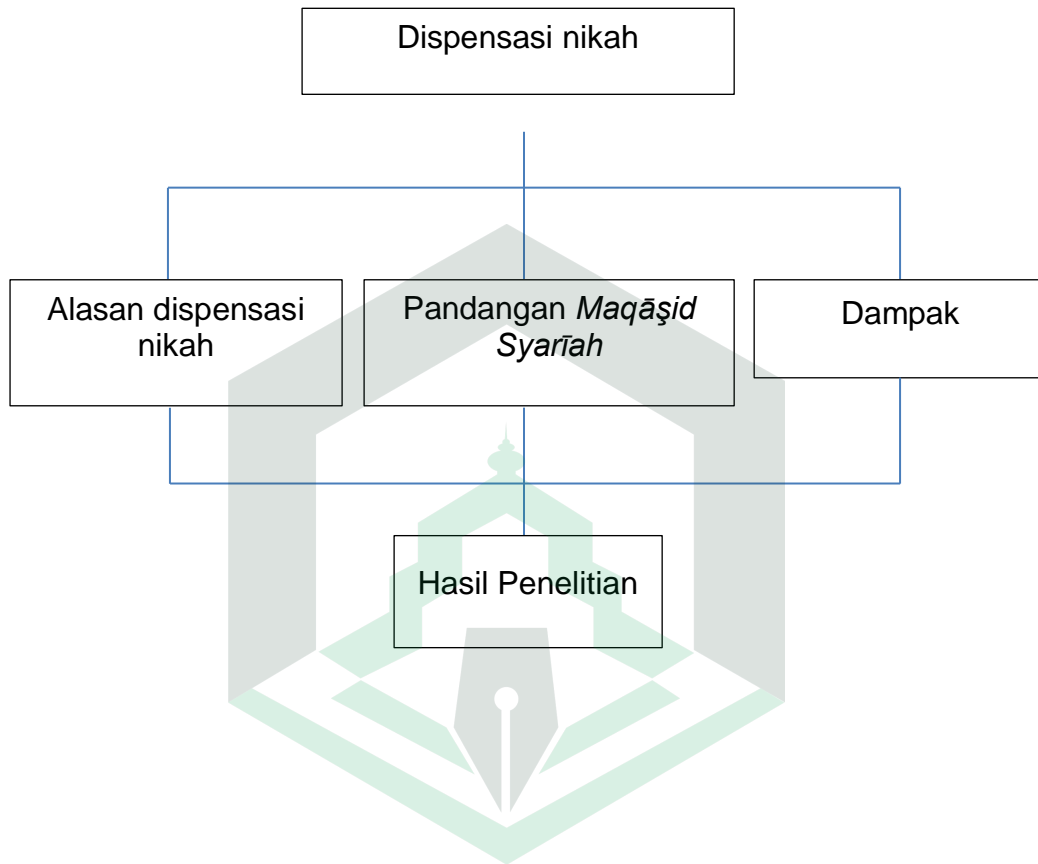 Dispensasi nikah
Alasan dispensasi
nikah
Pandangan Maqāşid
Syarīah
Dampak
Hasil Penelitian